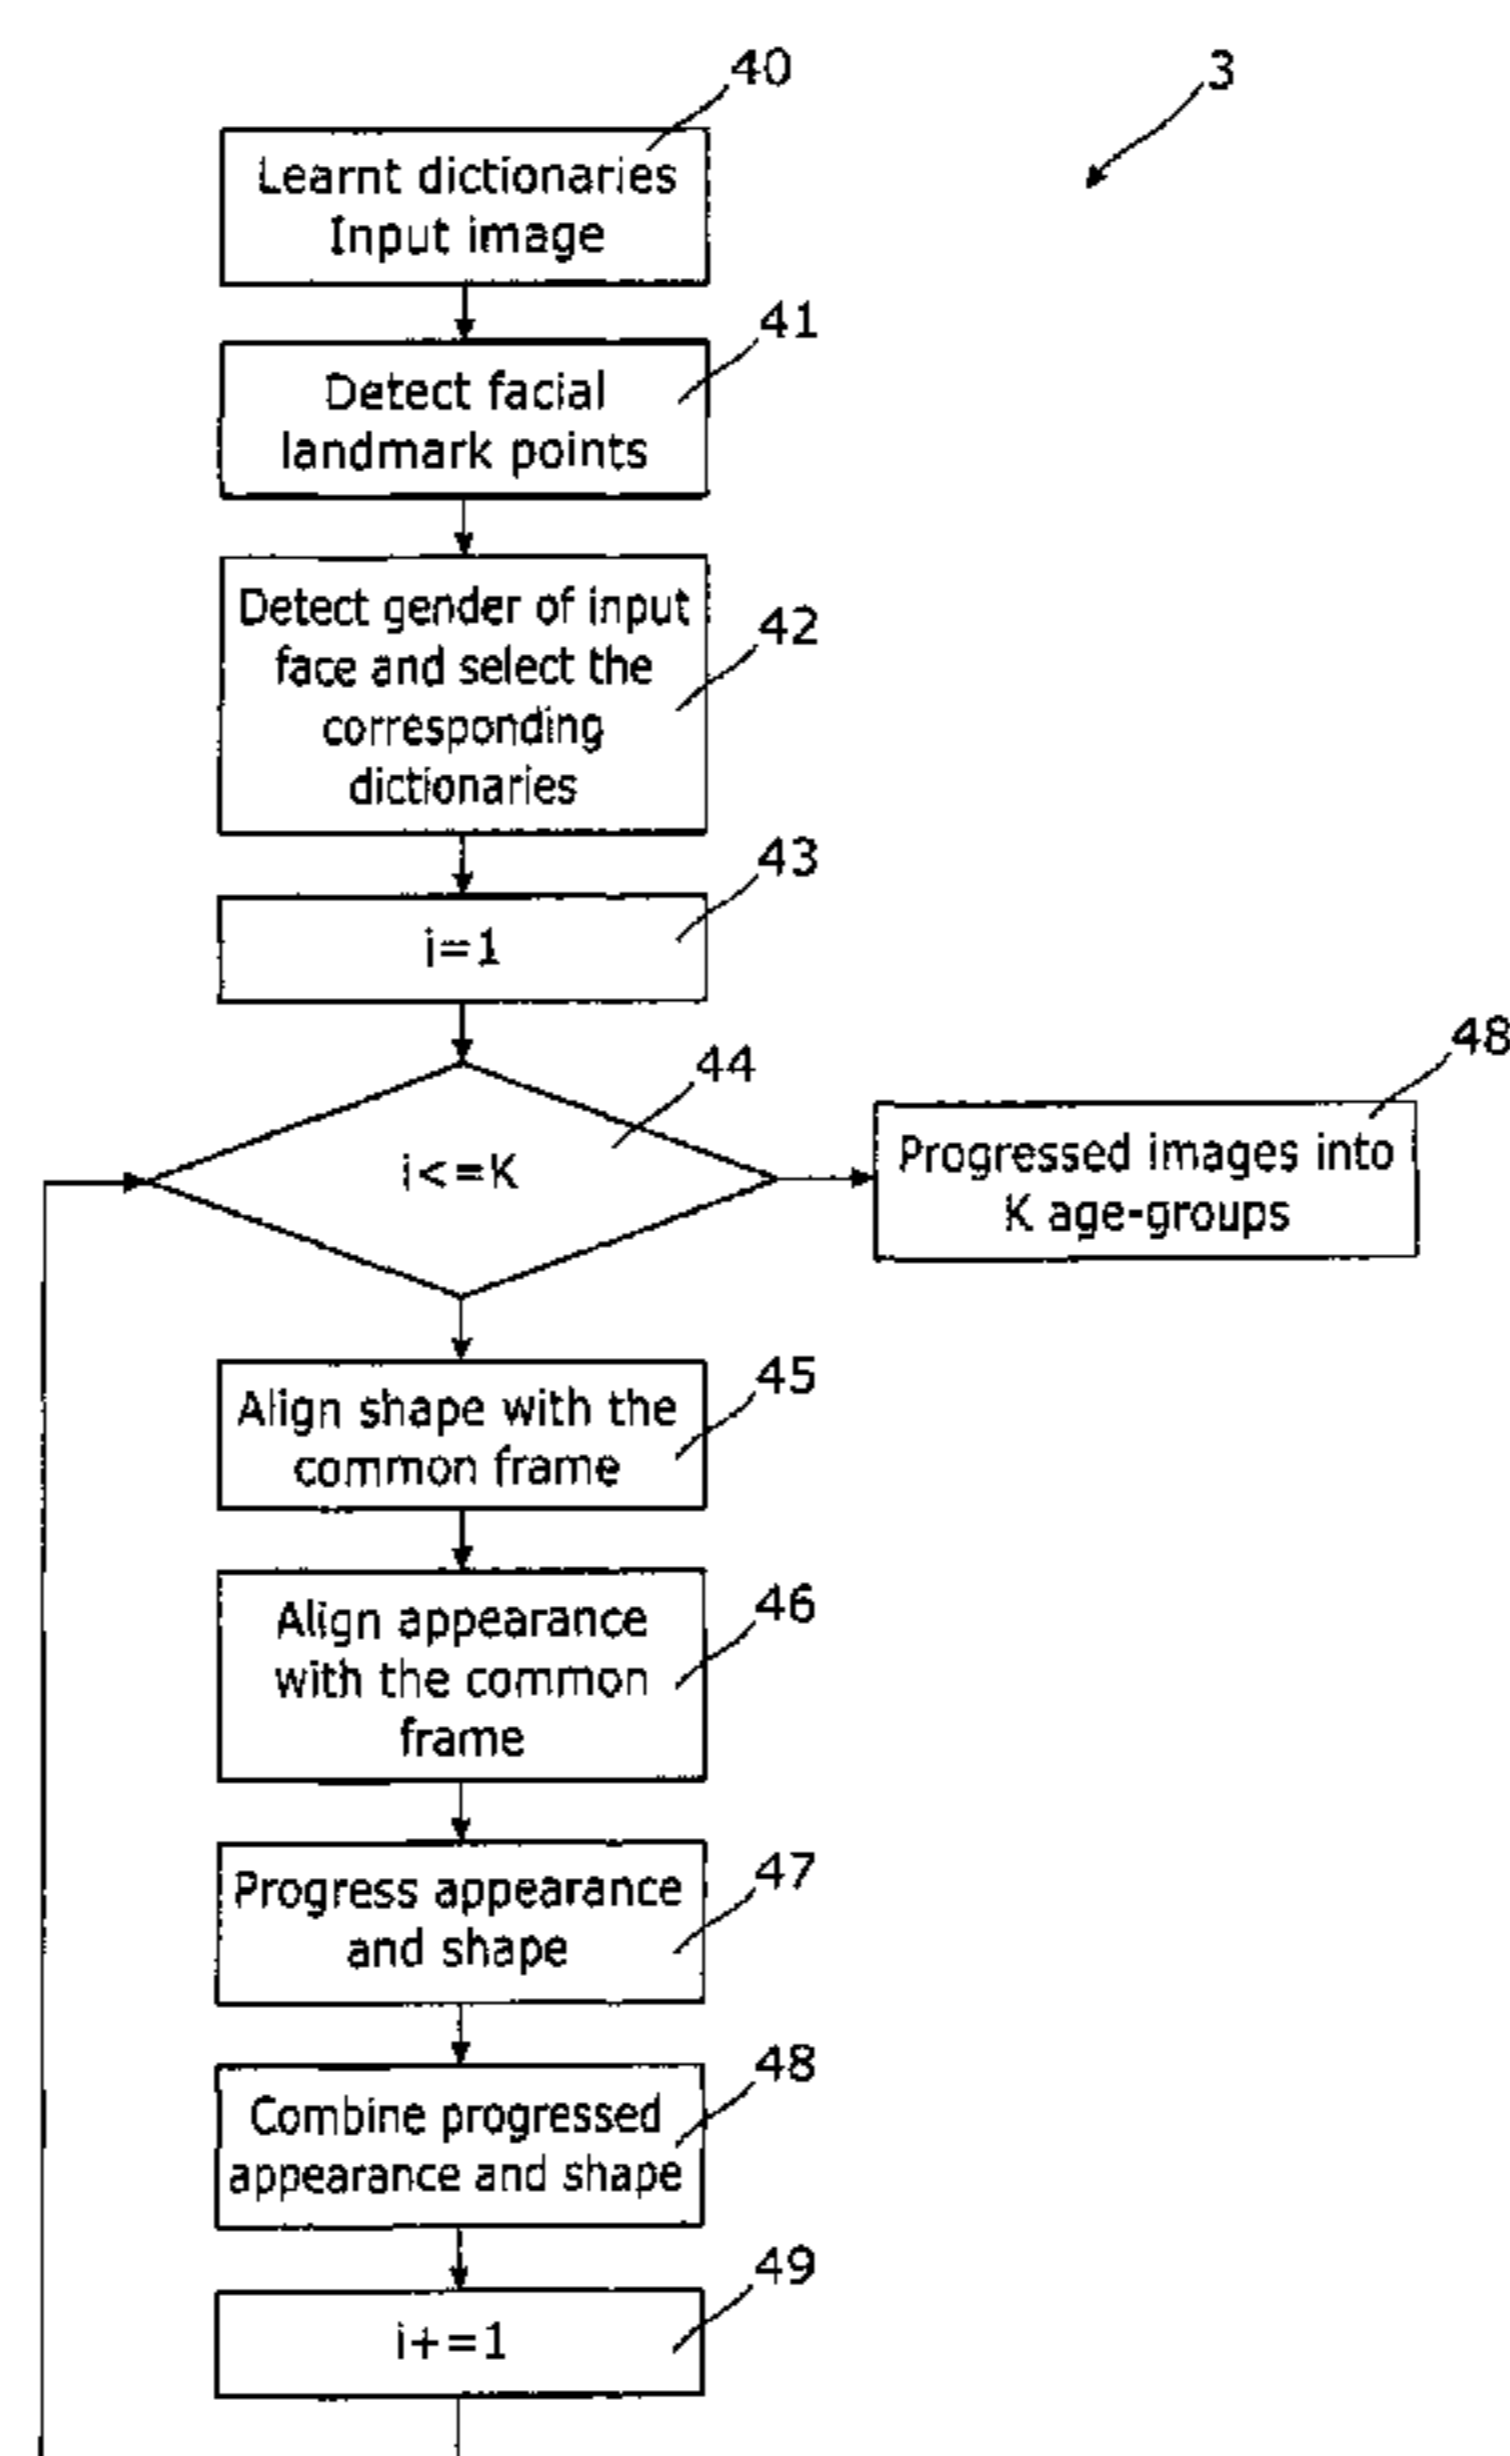 40
3
Learnt dictionaries
Input image
41
Detect facial
landmark points
42
Detect gender of input
face and select the
corresponding
dictionaries
43
i=1
44
i<=K
48
Progressed images into
K age-groups
45
Align shape with the
common frame
46
Align appearance
with the common
frame
47
Progress appearance
and shape
48
Combine progressed
appearance and shape
49
i+=1